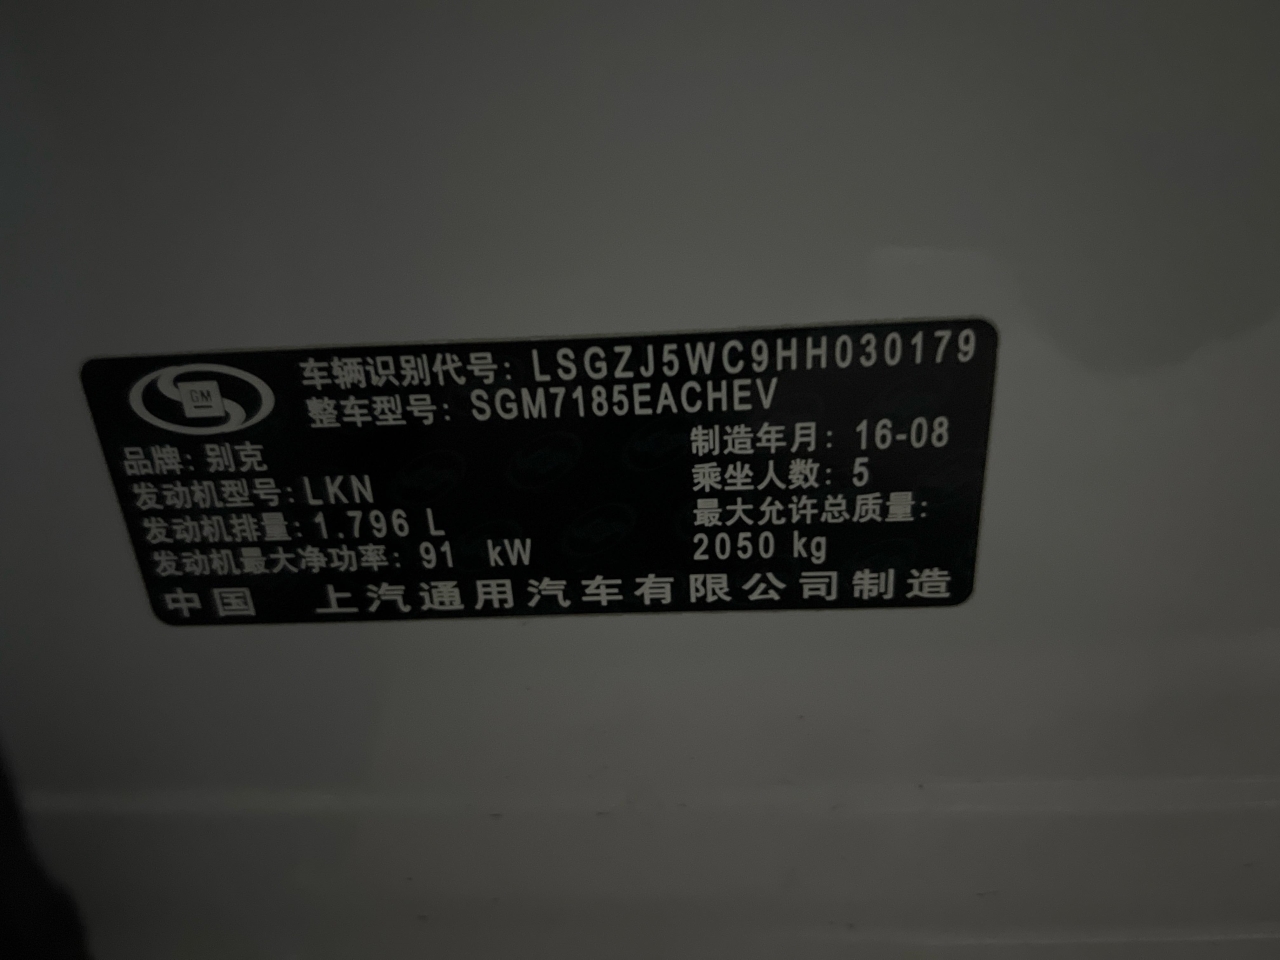 GM
车辆识别代号：LSGZJ5WC9HH030179
整车型号：SGM7185EACHEV
品牌：别克
制造年月：16-08
发动机型号：LKN
乘坐人数：5
发动机排量：1.796 L
最大允许总质量：
发动机最大净功率：91 kW
2050 kg
中国 上汽通用汽车有限公司制造